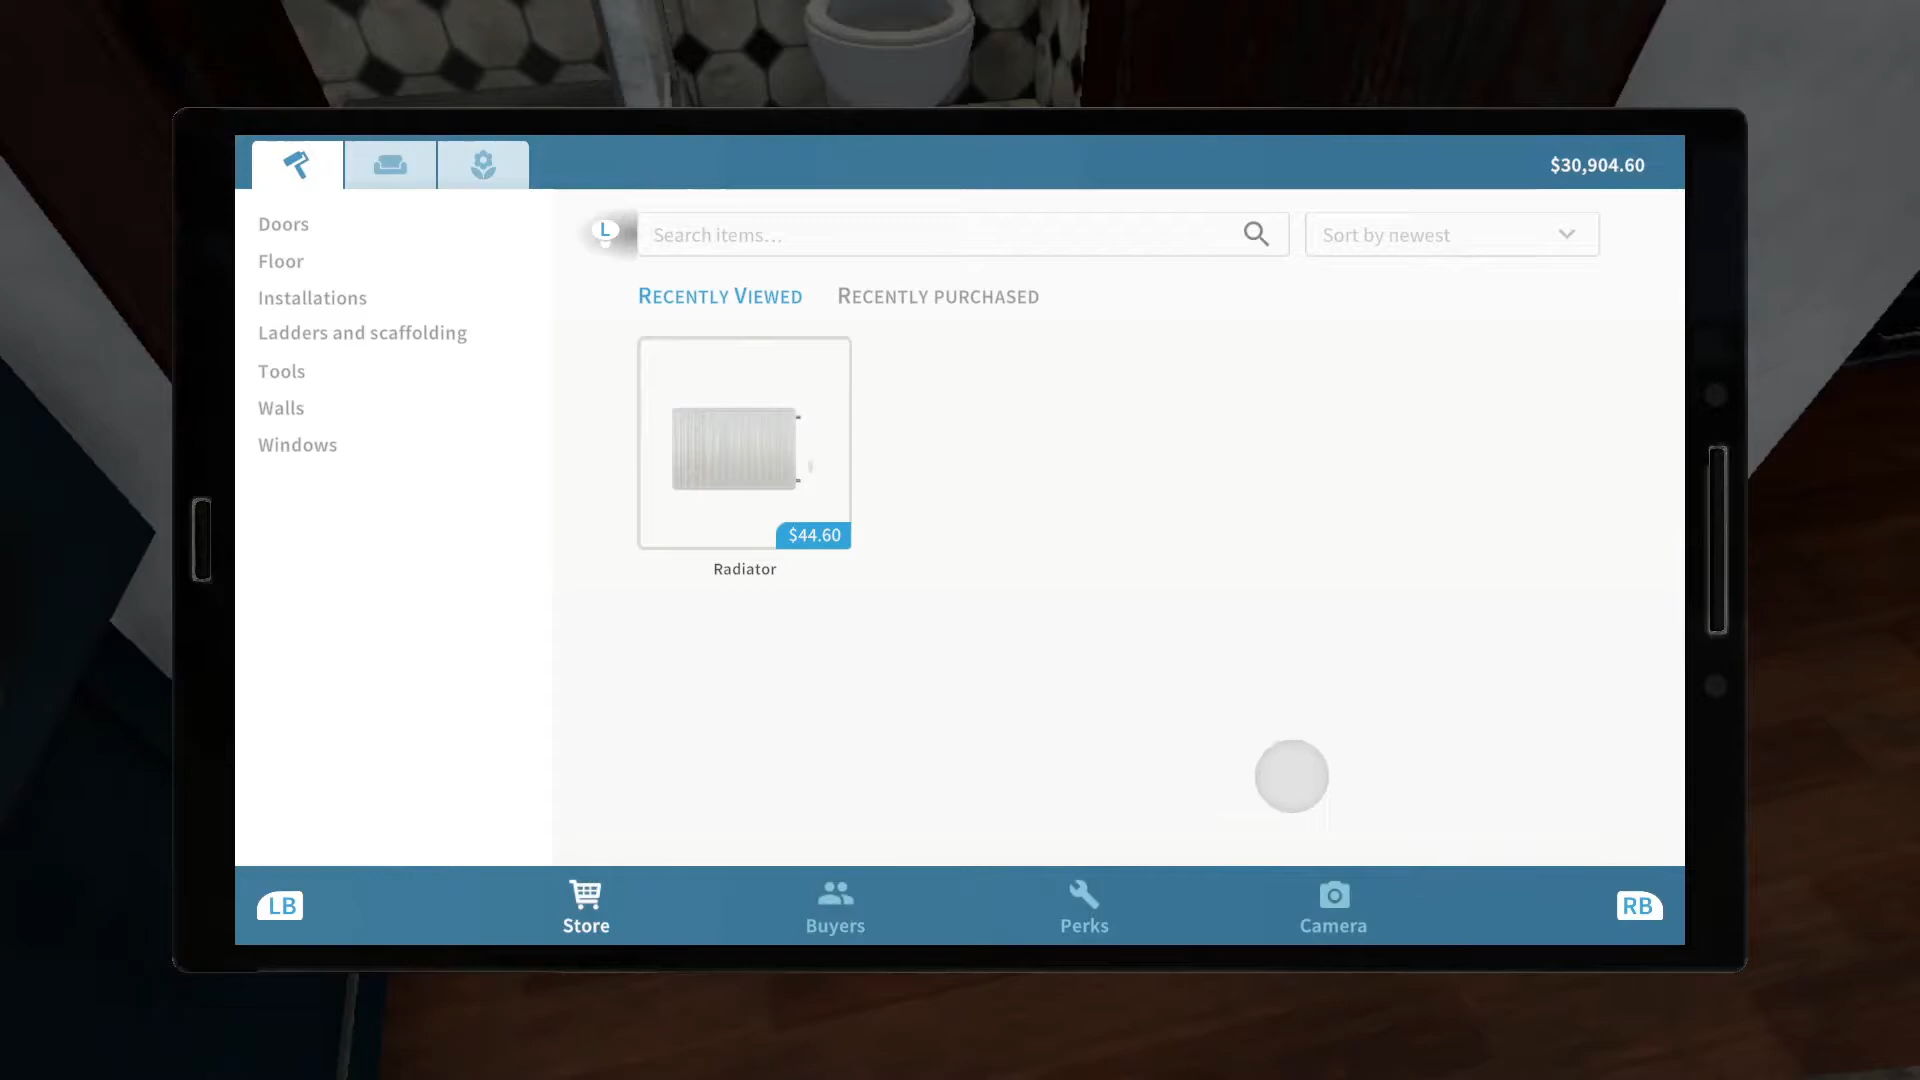 $30,904.60
Doors
Floor
Installations
Ladders and scaffolding
Tools
Walls
Windows
L
Search items...
Sort by newest
RECENTLY VIEWED
RECENTLY PURCHASED
$44.60
Radiator
LB
Store
Buyers
Perks
Camera
RB